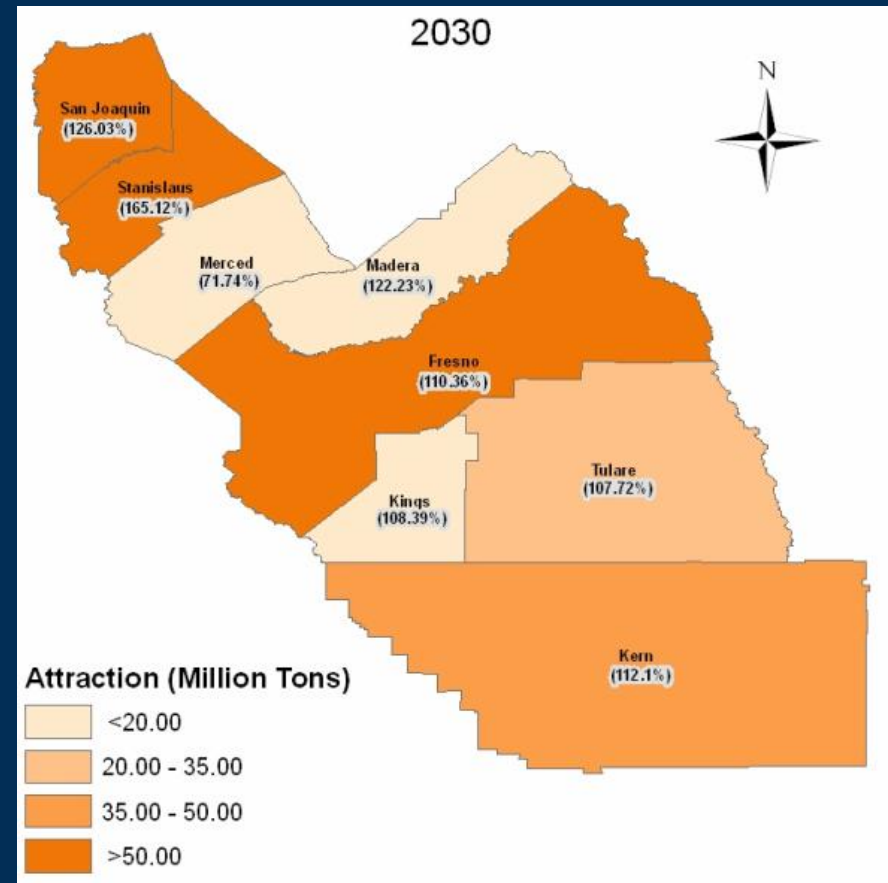 2030
N
San Joaquin
(126.03%)
Stanislaus
(165.12%)
Merced
(71.74%)
Madera
(122.23%)
Fresno
(110.36%)
Tulare
(107.72%)
Kings
(108.39%)
Kern
(112.1%)
Attraction (Million Tons)
<20.00
20.00 - 35.00
35.00 - 50.00
>50.00